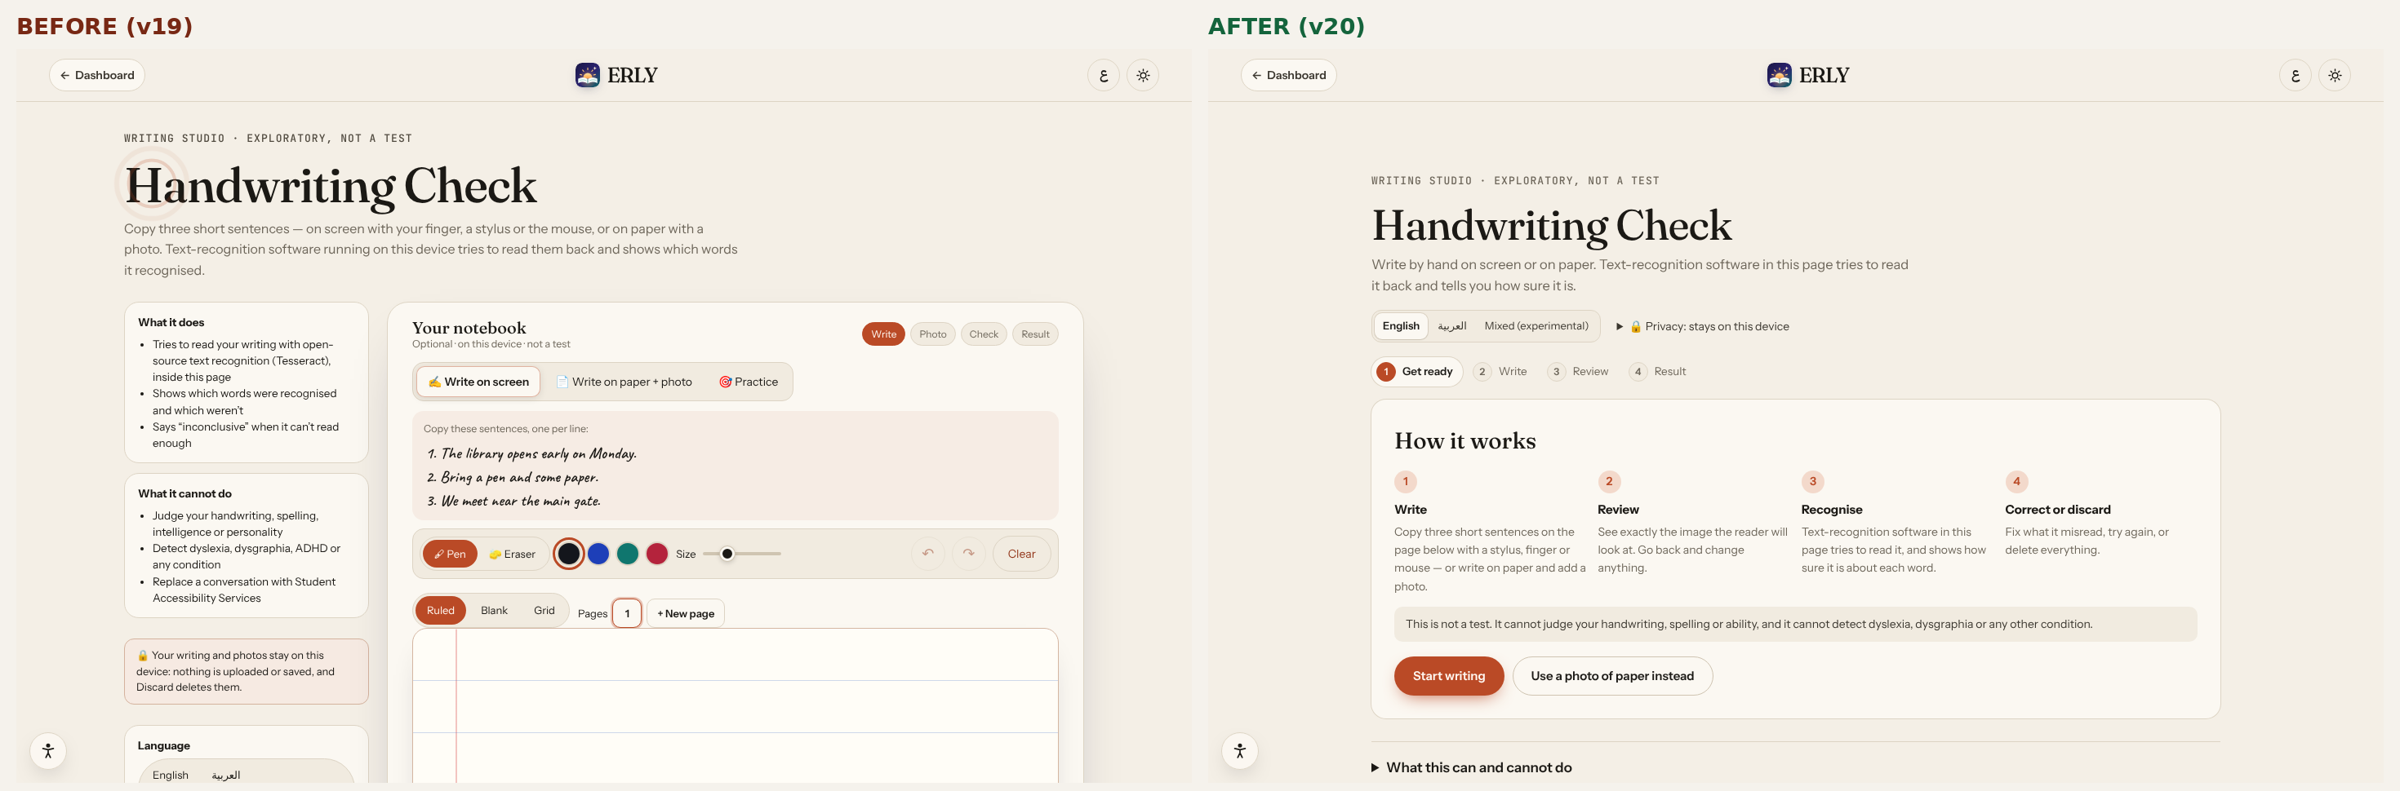 BEFORE (v19)
← Dashboard
ERLY
ع
WRITING STUDIO · EXPLORATORY, NOT A TEST
Handwriting Check
Copy three short sentences — on screen with your finger, a stylus or the mouse, or on paper with a
photo. Text-recognition software running on this device tries to read them back and shows which words
it recognised.
What it does
• Tries to read your writing with open-
source text recognition (Tesseract),
inside this page
• Shows which words were recognised
and which weren't
• Says “inconclusive” when it can't read
enough
What it cannot do
• Judge your handwriting, spelling,
intelligence or personality
• Detect dyslexia, dysgraphia, ADHD or
any condition
• Replace a conversation with Student
Accessibility Services
🔒 Your writing and photos stay on this
device: nothing is uploaded or saved, and
Discard deletes them.
Language
English العربية
Your notebook
Optional · on this device · not a test
Write Photo Check Result
✍️ Write on screen 📄 Write on paper + photo 🎯 Practice
Copy these sentences, one per line:
1. The library opens early on Monday.
2. Bring a pen and some paper.
3. We meet near the main gate.
Pen Eraser Size Clear
Ruled Blank Grid Pages 1 + New page
AFTER (v20)
← Dashboard
ERLY
ع
WRITING STUDIO · EXPLORATORY, NOT A TEST
Handwriting Check
Write by hand on screen or on paper. Text-recognition software in this page tries to read
it back and tells you how sure it is.
English العربية Mixed (experimental) ▶ 🔒 Privacy: stays on this device
1 Get ready 2 Write 3 Review 4 Result
How it works
1
Write
Copy three short sentences on the
page below with a stylus, finger or
mouse — or write on paper and add a
photo.
2
Review
See exactly the image the reader will
look at. Go back and change
anything.
3
Recognise
Text-recognition software in this
page tries to read it, and shows how
sure it is about each word.
4
Correct or discard
Fix what it misread, try again, or
delete everything.
This is not a test. It cannot judge your handwriting, spelling or ability, and it cannot detect dyslexia, dysgraphia or any other condition.
Start writing Use a photo of paper instead
▶ What this can and cannot do